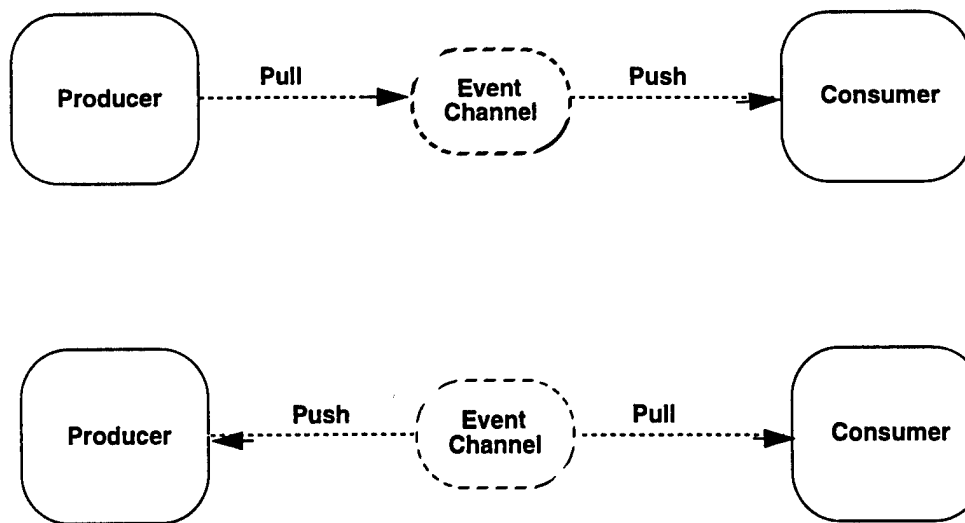 Producer
Pull
Event
Channel
Push
Consumer
Producer
Push
Event
Channel
Pull
Consumer